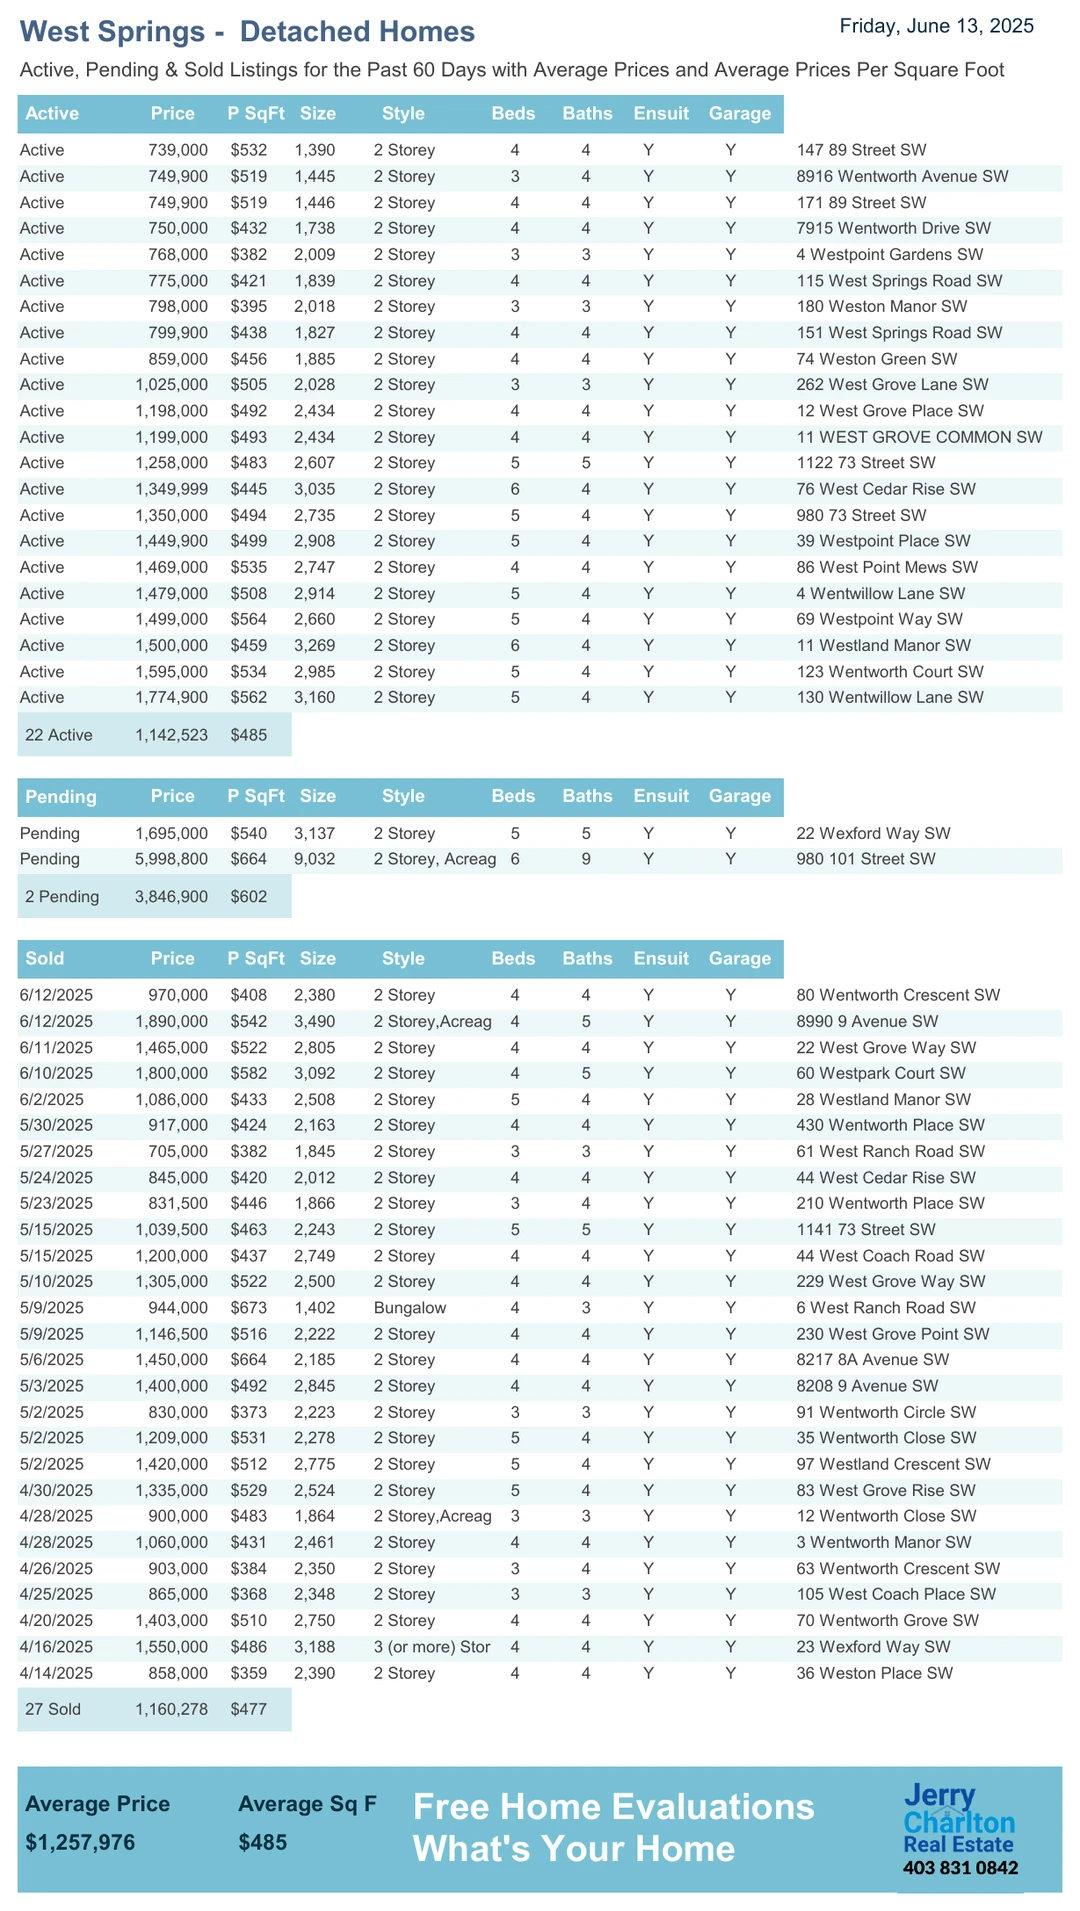 West Springs -  Detached Homes
Friday, June 13, 2025
Active, Pending & Sold Listings for the Past 60 Days with Average Prices and Average Prices Per Square Foot
Active Price P SqFt Size Style Beds Baths Ensuit Garage
Active 739,000 $532 1,390 2 Storey 4 4 Y Y 147 89 Street SW
Active 749,900 $519 1,445 2 Storey 3 4 Y Y 8916 Wentworth Avenue SW
Active 749,900 $519 1,446 2 Storey 4 4 Y Y 171 89 Street SW
Active 750,000 $432 1,738 2 Storey 4 4 Y Y 7915 Wentworth Drive SW
Active 768,000 $382 2,009 2 Storey 3 3 Y Y 4 Westpoint Gardens SW
Active 775,000 $421 1,839 2 Storey 4 4 Y Y 115 West Springs Road SW
Active 798,000 $395 2,018 2 Storey 3 3 Y Y 180 Weston Manor SW
Active 799,900 $438 1,827 2 Storey 4 4 Y Y 151 West Springs Road SW
Active 859,000 $456 1,885 2 Storey 4 4 Y Y 74 Weston Green SW
Active 1,025,000 $505 2,028 2 Storey 3 3 Y Y 262 West Grove Lane SW
Active 1,198,000 $492 2,434 2 Storey 4 4 Y Y 12 West Grove Place SW
Active 1,199,000 $493 2,434 2 Storey 4 4 Y Y 11 WEST GROVE COMMON SW
Active 1,258,000 $483 2,607 2 Storey 5 5 Y Y 1122 73 Street SW
Active 1,349,999 $445 3,035 2 Storey 6 4 Y Y 76 West Cedar Rise SW
Active 1,350,000 $494 2,735 2 Storey 5 4 Y Y 980 73 Street SW
Active 1,449,900 $499 2,908 2 Storey 5 4 Y Y 39 Westpoint Place SW
Active 1,469,000 $535 2,747 2 Storey 4 4 Y Y 86 West Point Mews SW
Active 1,479,000 $508 2,914 2 Storey 5 4 Y Y 4 Wentwillow Lane SW
Active 1,499,000 $564 2,660 2 Storey 5 4 Y Y 69 Westpoint Way SW
Active 1,500,000 $459 3,269 2 Storey 6 4 Y Y 11 Westland Manor SW
Active 1,595,000 $534 2,985 2 Storey 5 4 Y Y 123 Wentworth Court SW
Active 1,774,900 $562 3,160 2 Storey 5 4 Y Y 130 Wentwillow Lane SW
22 Active 1,142,523 $485
Pending Price P SqFt Size Style Beds Baths Ensuit Garage
Pending 1,695,000 $540 3,137 2 Storey 5 5 Y Y 22 Wexford Way SW
Pending 5,998,800 $664 9,032 2 Storey, Acreag 6 9 Y Y 980 101 Street SW
2 Pending 3,846,900 $602
Sold Price P SqFt Size Style Beds Baths Ensuit Garage
6/12/2025 970,000 $408 2,380 2 Storey 4 4 Y Y 80 Wentworth Crescent SW
6/12/2025 1,890,000 $542 3,490 2 Storey,Acreag 4 5 Y Y 8990 9 Avenue SW
6/11/2025 1,465,000 $522 2,805 2 Storey 4 4 Y Y 22 West Grove Way SW
6/10/2025 1,800,000 $582 3,092 2 Storey 4 5 Y Y 60 Westpark Court SW
6/2/2025 1,086,000 $433 2,508 2 Storey 5 4 Y Y 28 Westland Manor SW
5/30/2025 917,000 $424 2,163 2 Storey 4 4 Y Y 430 Wentworth Place SW
5/27/2025 705,000 $382 1,845 2 Storey 3 3 Y Y 61 West Ranch Road SW
5/24/2025 845,000 $420 2,012 2 Storey 4 4 Y Y 44 West Cedar Rise SW
5/23/2025 831,500 $446 1,866 2 Storey 3 4 Y Y 210 Wentworth Place SW
5/15/2025 1,039,500 $463 2,243 2 Storey 5 5 Y Y 1141 73 Street SW
5/15/2025 1,200,000 $437 2,749 2 Storey 4 4 Y Y 44 West Coach Road SW
5/10/2025 1,305,000 $522 2,500 2 Storey 4 4 Y Y 229 West Grove Way SW
5/9/2025 944,000 $673 1,402 Bungalow 4 3 Y Y 6 West Ranch Road SW
5/9/2025 1,146,500 $516 2,222 2 Storey 4 4 Y Y 230 West Grove Point SW
5/6/2025 1,450,000 $664 2,185 2 Storey 4 4 Y Y 8217 8A Avenue SW
5/3/2025 1,400,000 $492 2,845 2 Storey 4 4 Y Y 8208 9 Avenue SW
5/2/2025 830,000 $373 2,223 2 Storey 3 3 Y Y 91 Wentworth Circle SW
5/2/2025 1,209,000 $531 2,278 2 Storey 5 4 Y Y 35 Wentworth Close SW
5/2/2025 1,420,000 $512 2,775 2 Storey 5 4 Y Y 97 Westland Crescent SW
4/30/2025 1,335,000 $529 2,524 2 Storey 5 4 Y Y 83 West Grove Rise SW
4/28/2025 900,000 $483 1,864 2 Storey,Acreag 3 3 Y Y 12 Wentworth Close SW
4/28/2025 1,060,000 $431 2,461 2 Storey 4 4 Y Y 3 Wentworth Manor SW
4/26/2025 903,000 $384 2,350 2 Storey 3 4 Y Y 63 Wentworth Crescent SW
4/25/2025 865,000 $368 2,348 2 Storey 3 3 Y Y 105 West Coach Place SW
4/20/2025 1,403,000 $510 2,750 2 Storey 4 4 Y Y 70 Wentworth Grove SW
4/16/2025 1,550,000 $486 3,188 3 (or more) Stor 4 4 Y Y 23 Wexford Way SW
4/14/2025 858,000 $359 2,390 2 Storey 4 4 Y Y 36 Weston Place SW
27 Sold 1,160,278 $477
Average Price Average Sq F
$1,257,976 $485
Free Home Evaluations
What's Your Home
Jerry
Charlton
Real Estate
403 831 0842